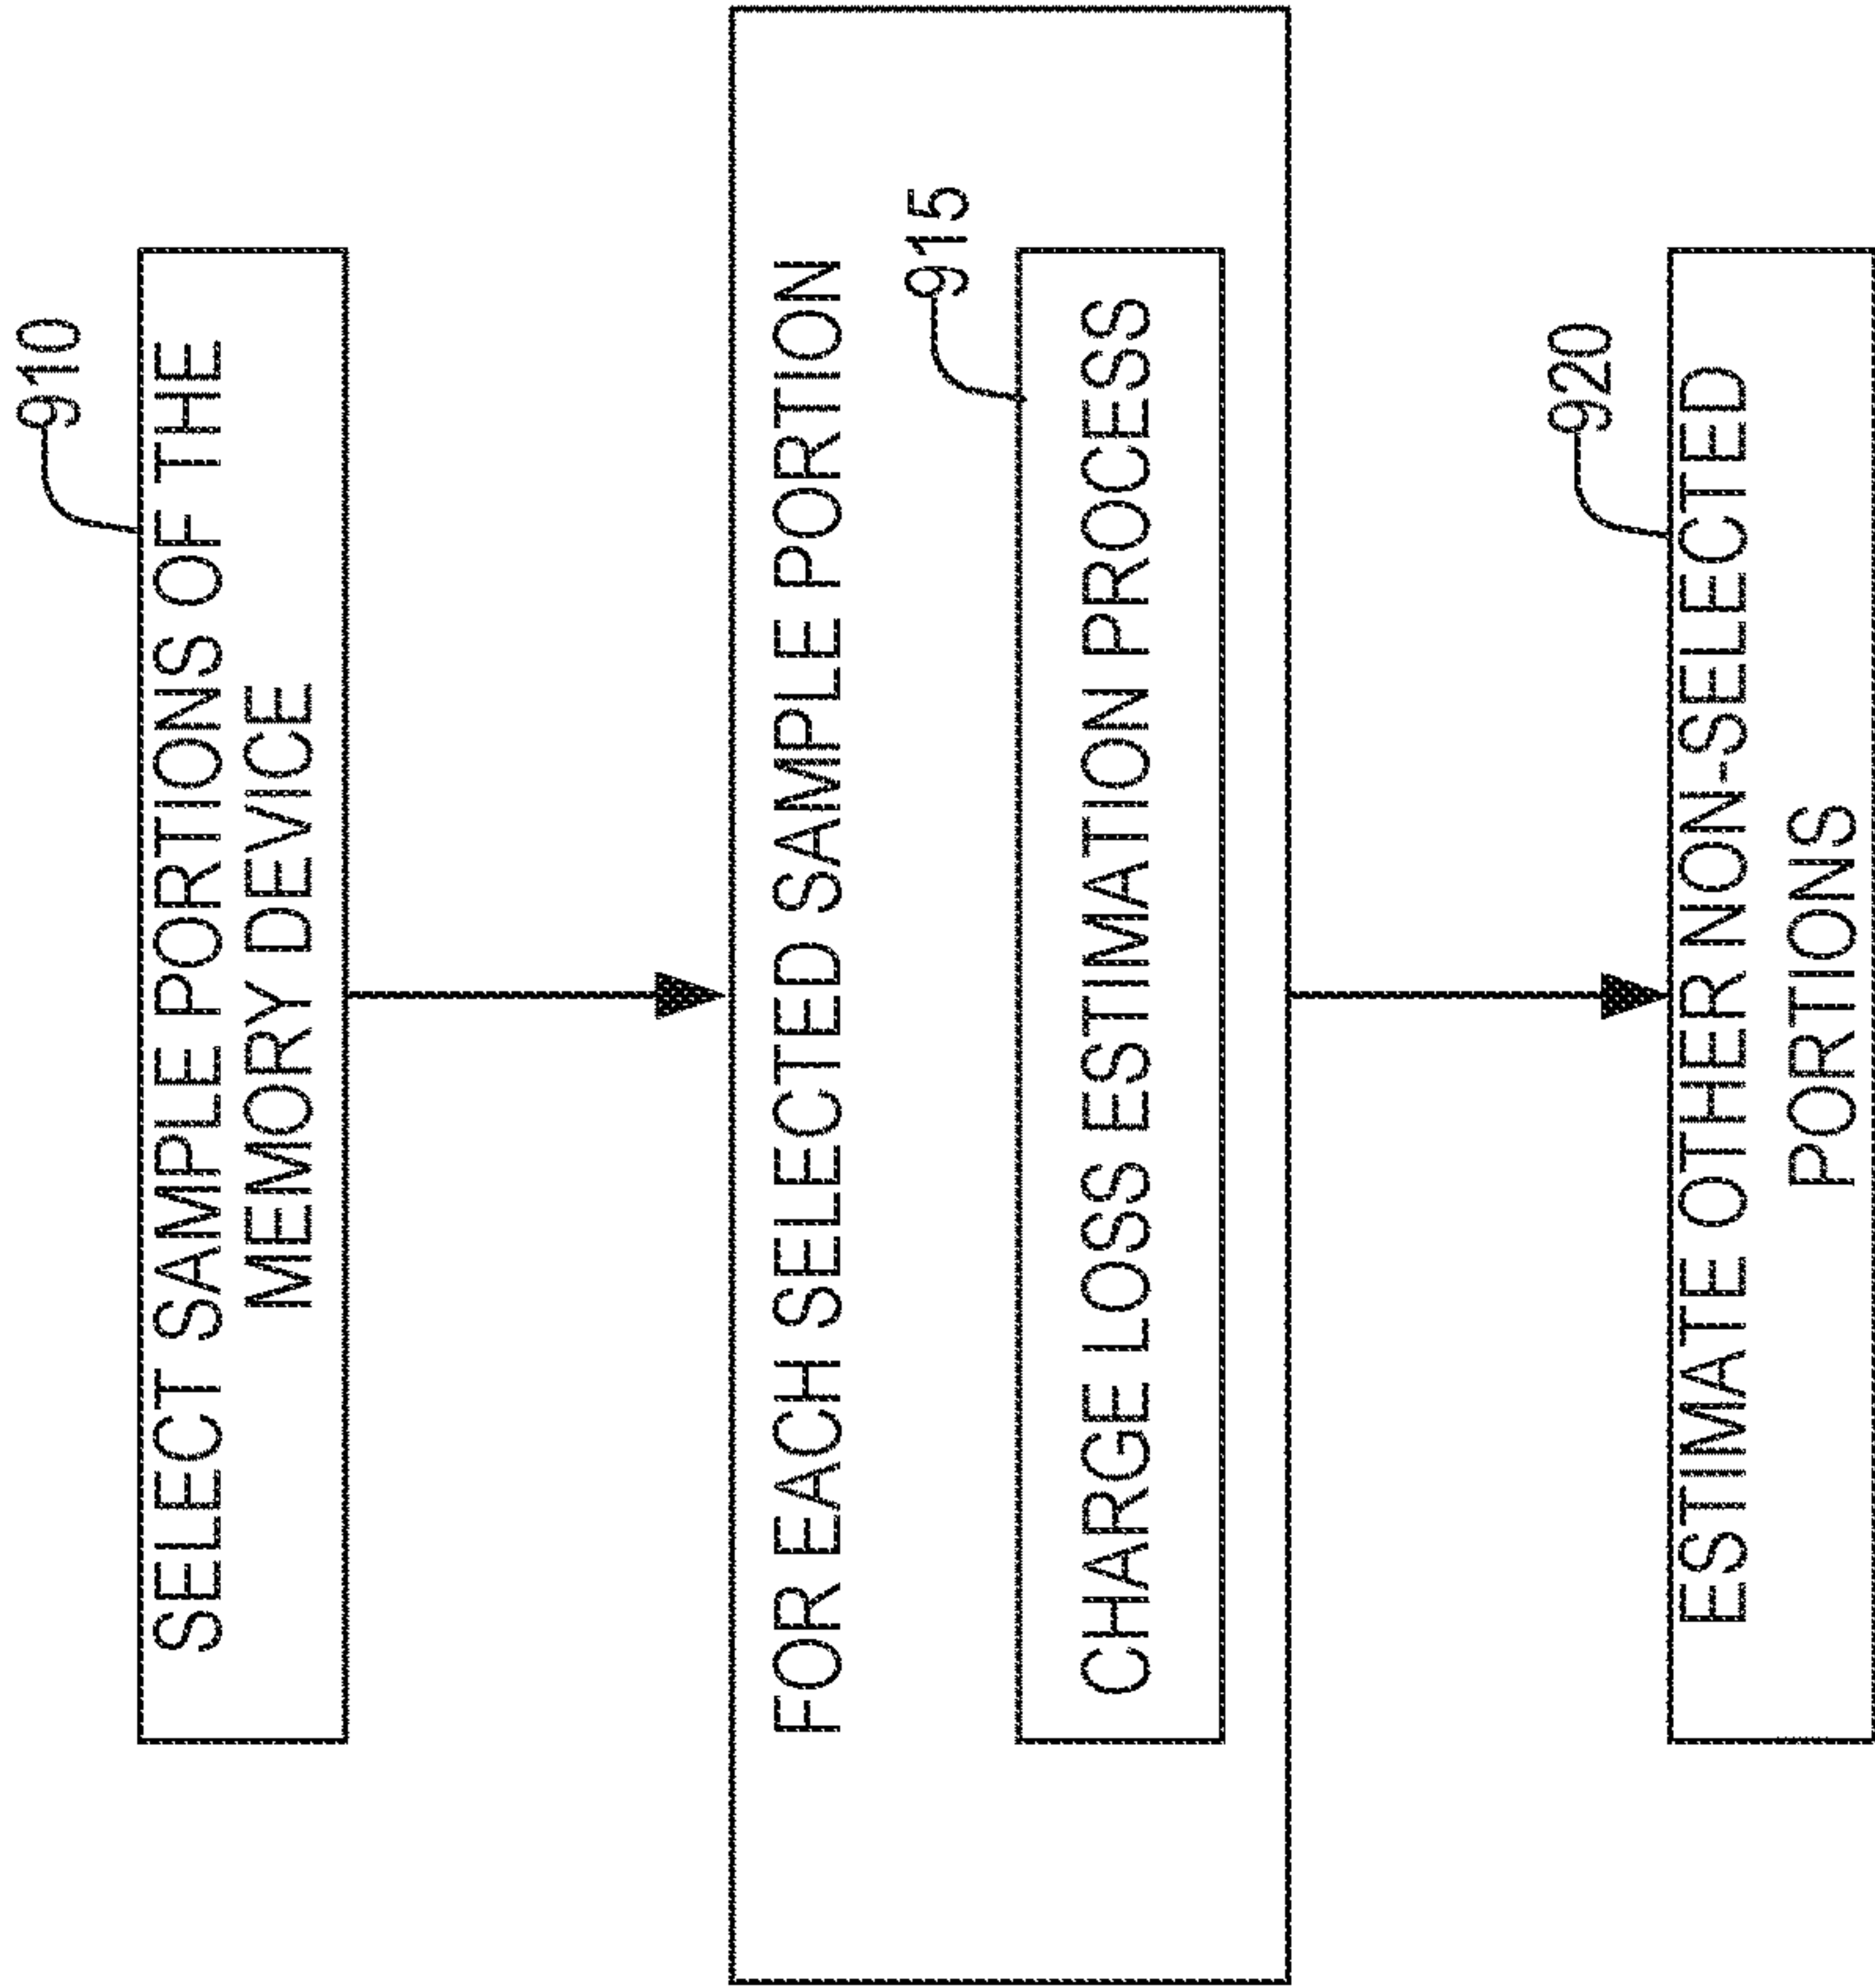 910
SELECT SAMPLE PORTIONS OF THE
MEMORY DEVICE
FOR EACH SELECTED SAMPLE PORTION
915
CHARGE LOSS ESTIMATION PROCESS
920
ESTIMATE OTHER NON-SELECTED
PORTIONS